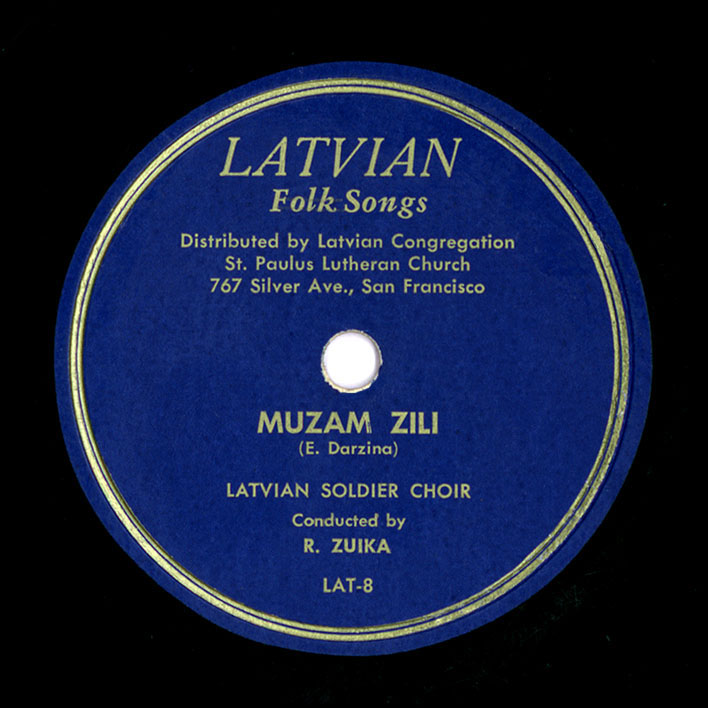 LATVIAN
Folk Songs
Distributed by Latvian Congregation
St. Paulus Lutheran Church
767 Silver Ave., San Francisco
MUZAM ZILI
(E. Darzina)
LATVIAN SOLDIER CHOIR
Conducted by
R. ZUIKA
LAT-8